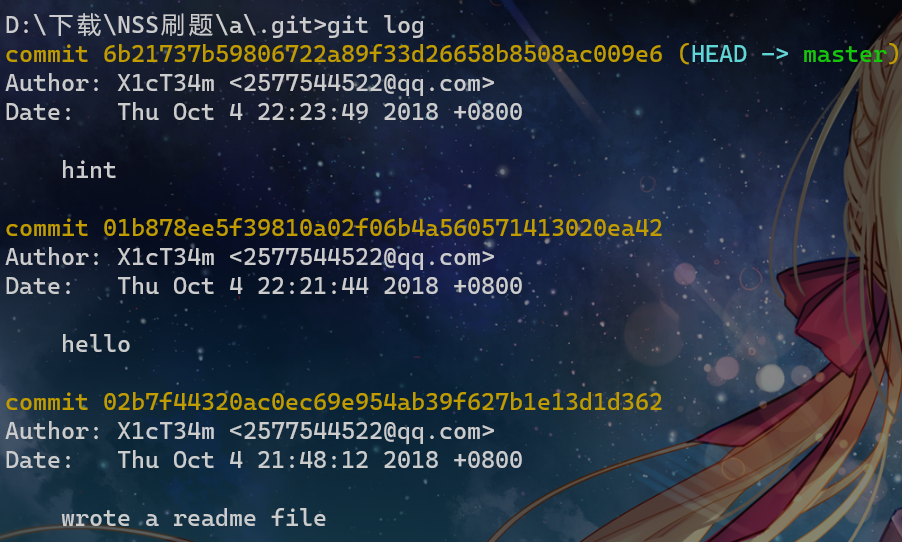 D:\下载\NSS刷题\a\.git>git log
commit 6b21737b59806722a89f33d26658b8508ac009e6 (HEAD -> master)
Author: X1cT34m <2577544522@qq.com>
Date:   Thu Oct 4 22:23:49 2018 +0800
hint
commit 01b878ee5f39810a02f06b4a560571413020ea42
Author: X1cT34m <2577544522@qq.com>
Date:   Thu Oct 4 22:21:44 2018 +0800
hello
commit 02b7f44320ac0ec69e954ab39f627b1e13d1d362
Author: X1cT34m <2577544522@qq.com>
Date:   Thu Oct 4 21:48:12 2018 +0800
wrote a readme file